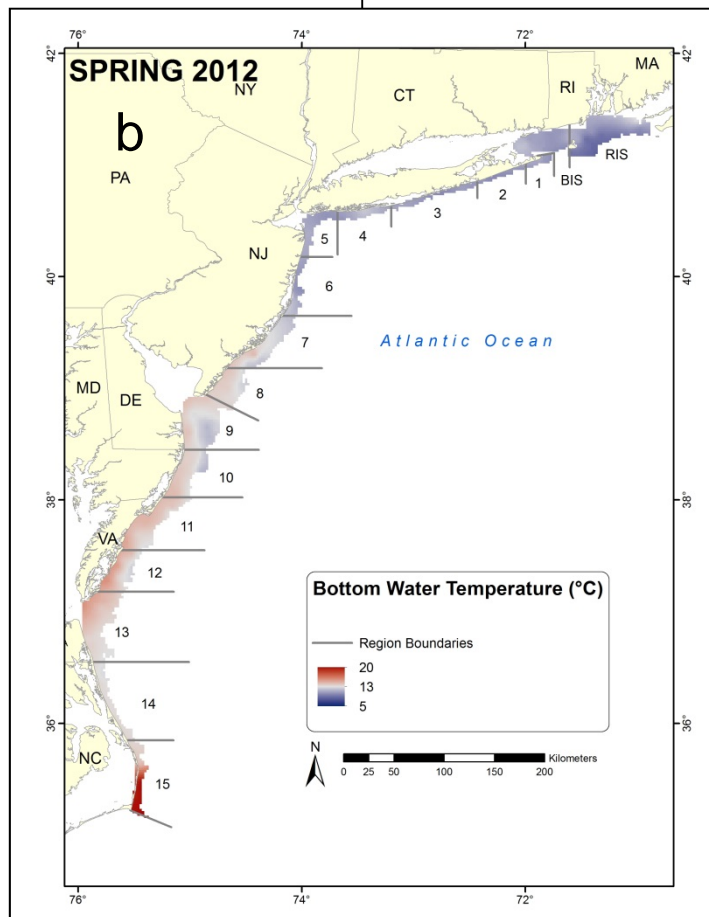 76°
74°
72°
42°
42°
SPRING 2012
b
NY
CT
RI
MA
PA
RIS
BIS
1
2
3
4
5
NJ
40°
40°
6
7
Atlantic Ocean
MD
DE
8
9
10
38°
38°
11
VA
12
13
14
36°
36°
NC
15
Bottom Water Temperature (°C)
Region Boundaries
20
13
5
N
Kilometers
0 25 50 100 150 200
76°
74°
72°